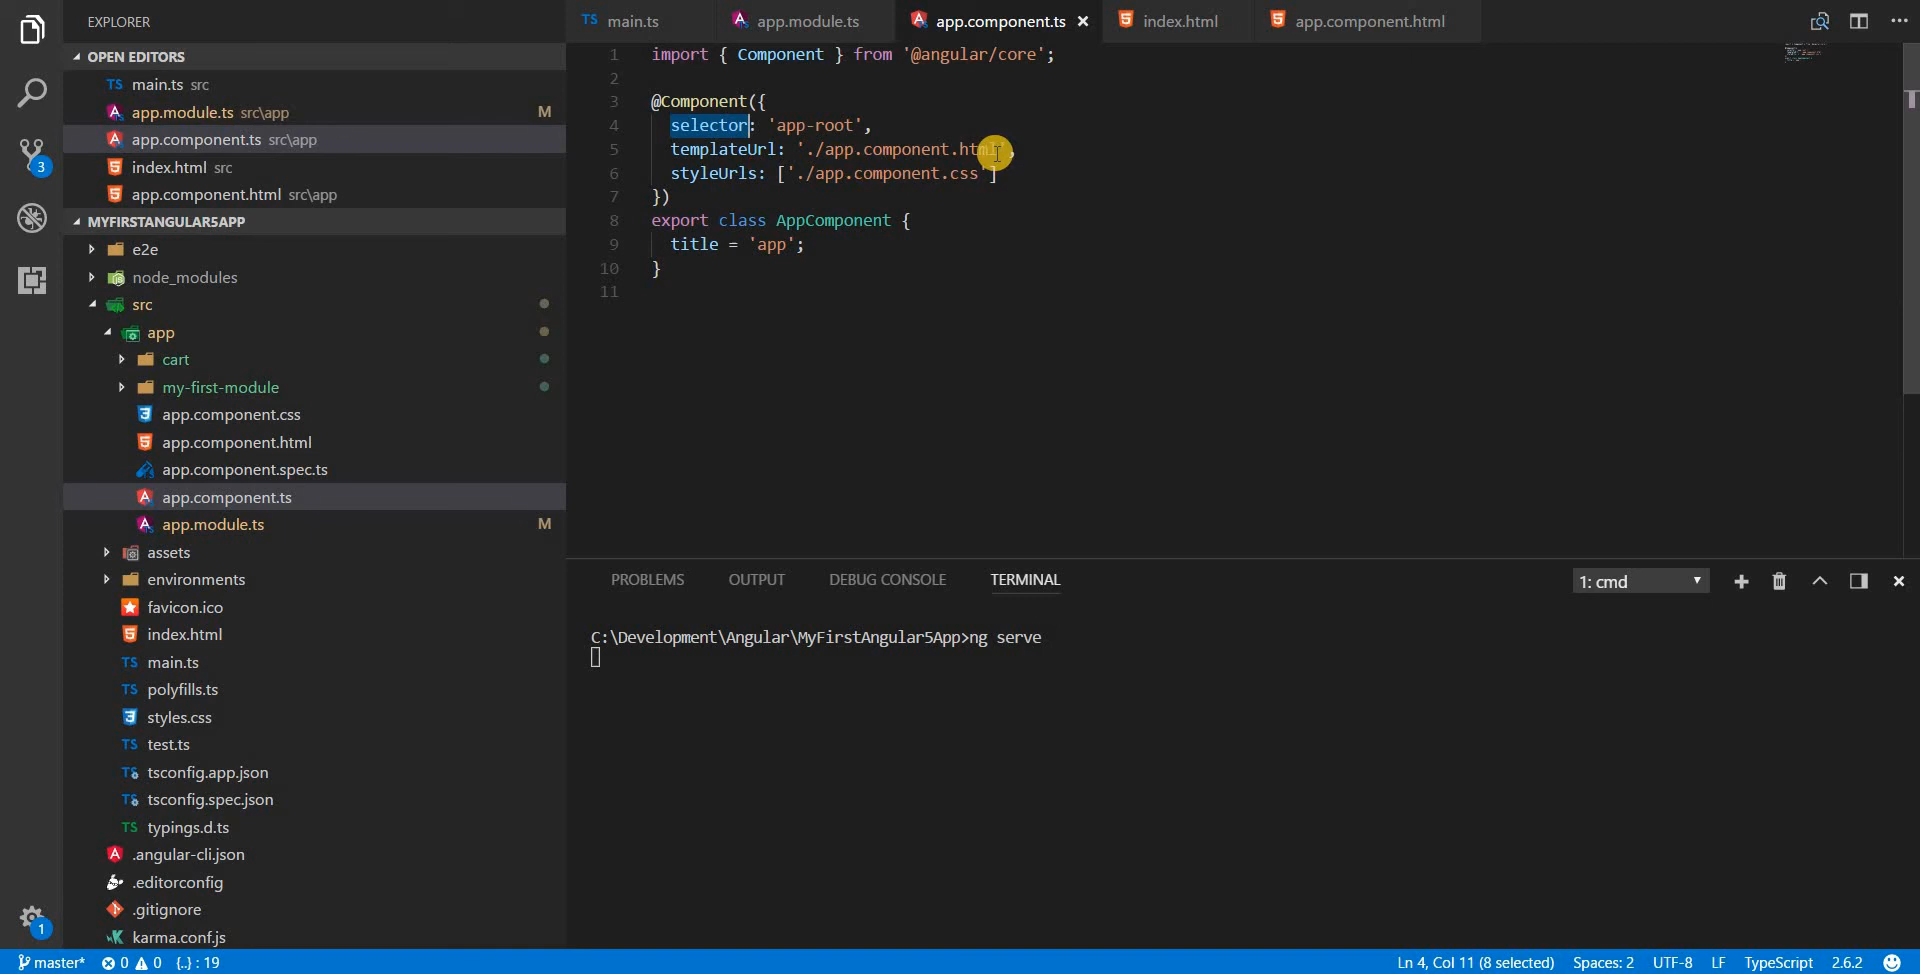 EXPLORER
OPEN EDITORS
TS main.ts src
app.module.ts src\app M
app.component.ts src\app
index.html src
app.component.html src\app
MYFIRSTANGULAR5APP
e2e
node_modules
src
app
cart
my-first-module
app.component.css
app.component.html
app.component.spec.ts
app.component.ts
app.module.ts M
assets
environments
favicon.ico
index.html
TS main.ts
TS polyfills.ts
styles.css
TS test.ts
TS tsconfig.app.json
TS tsconfig.spec.json
TS typings.d.ts
.angular-cli.json
.editorconfig
.gitignore
karma.conf.js
3
1
TS main.ts app.module.ts app.component.ts index.html app.component.html
1 import { Component } from '@angular/core';
2
3 @Component({
4 selector: 'app-root',
5 templateUrl: './app.component.html',
6 styleUrls: ['./app.component.css']
7 })
8 export class AppComponent {
9 title = 'app';
10 }
11
PROBLEMS OUTPUT DEBUG CONSOLE TERMINAL 1: cmd
C:\Development\Angular\MyFirstAngular5App>ng serve
master* 0 0 {..} : 19 Ln 4, Col 11 (8 selected) Spaces: 2 UTF-8 LF TypeScript 2.6.2